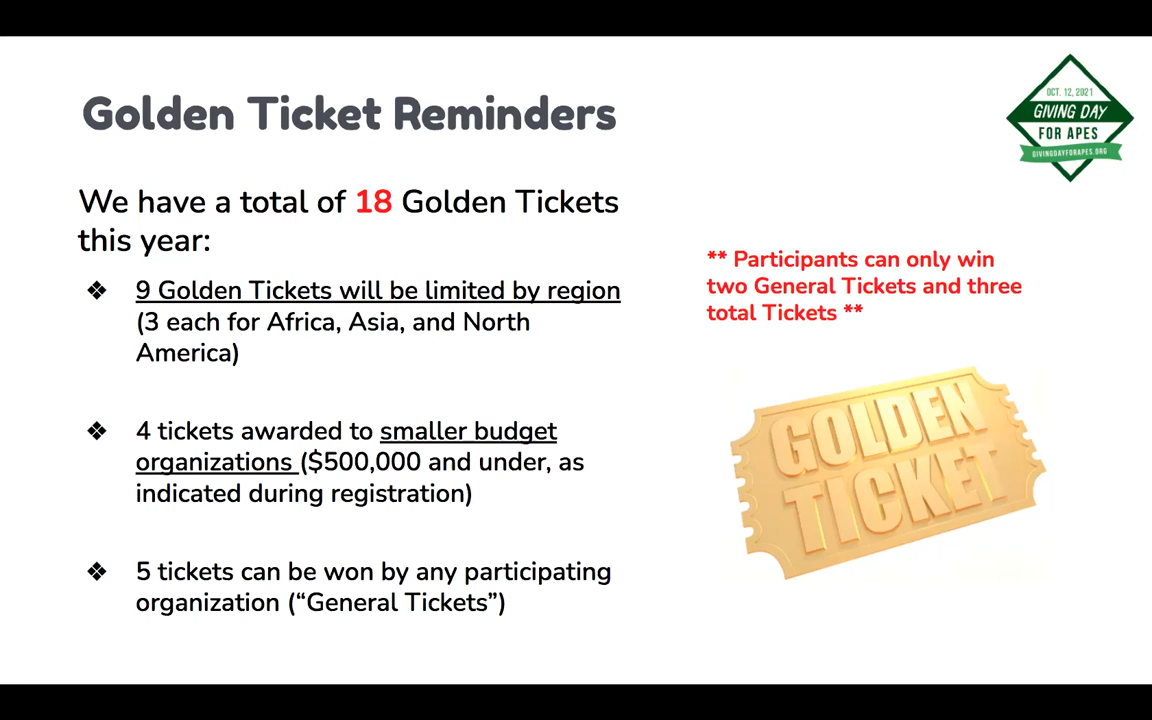 Golden Ticket Reminders
OCT. 12, 2021
GIVING DAY
FOR APES
GIVINGDAYFORAPES.ORG
We have a total of 18 Golden Tickets
this year:
❖ 9 Golden Tickets will be limited by region
(3 each for Africa, Asia, and North
America)
❖ 4 tickets awarded to smaller budget
organizations ($500,000 and under, as
indicated during registration)
❖ 5 tickets can be won by any participating
organization (“General Tickets”)
** Participants can only win
two General Tickets and three
total Tickets **
GOLDEN
TICKET